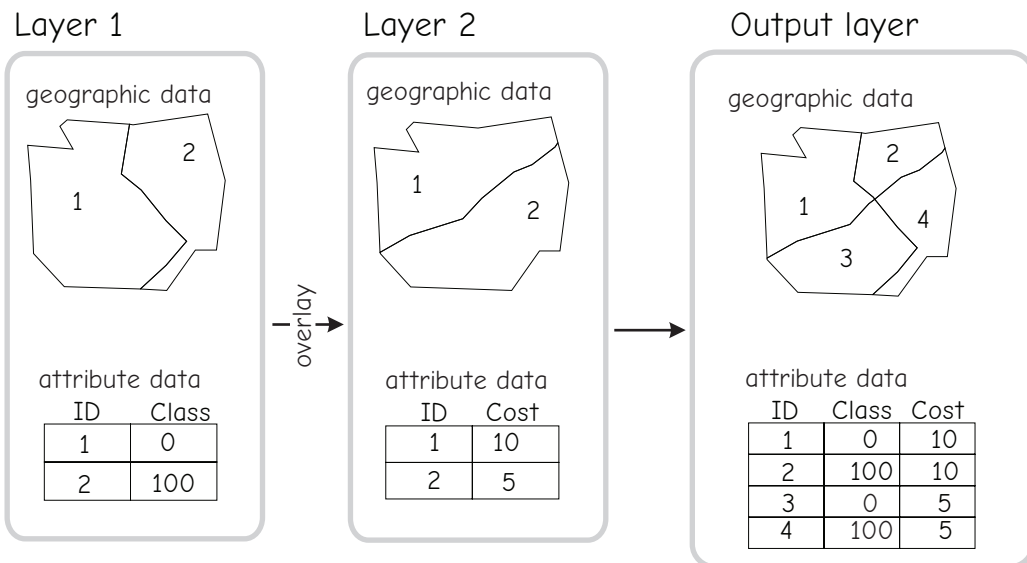 Layer 1
geographic data
2
1
attribute data
ID Class
1 0
2 100
overlay
Layer 2
geographic data
1
2
attribute data
ID Cost
1 10
2 5
Output layer
geographic data
2
1
4
3
attribute data
ID Class Cost
1 0 10
2 100 10
3 0 5
4 100 5